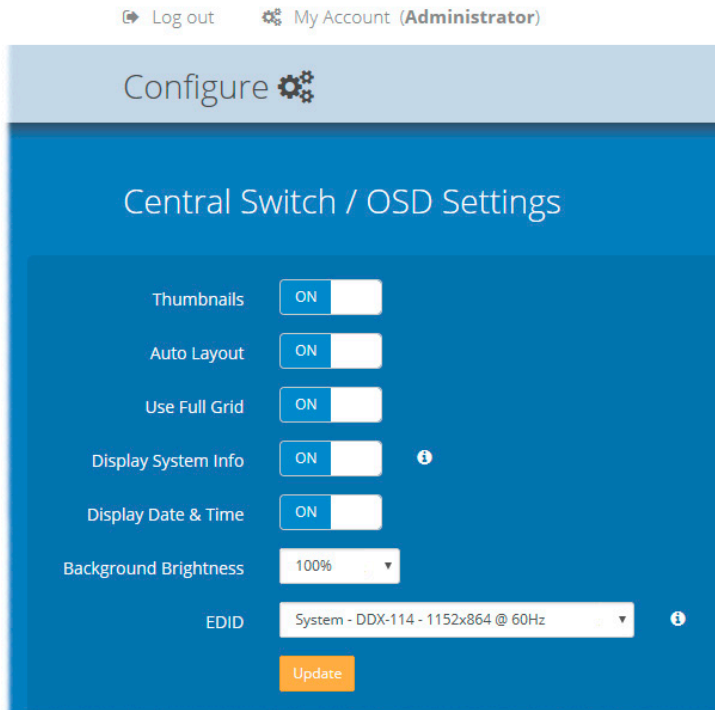 Log out My Account (Administrator)
Configure
Central Switch / OSD Settings
Thumbnails ON
Auto Layout ON
Use Full Grid ON
Display System Info ON
Display Date & Time ON
Background Brightness 100%
EDID System - DDX-114 - 1152x864 @ 60Hz
Update